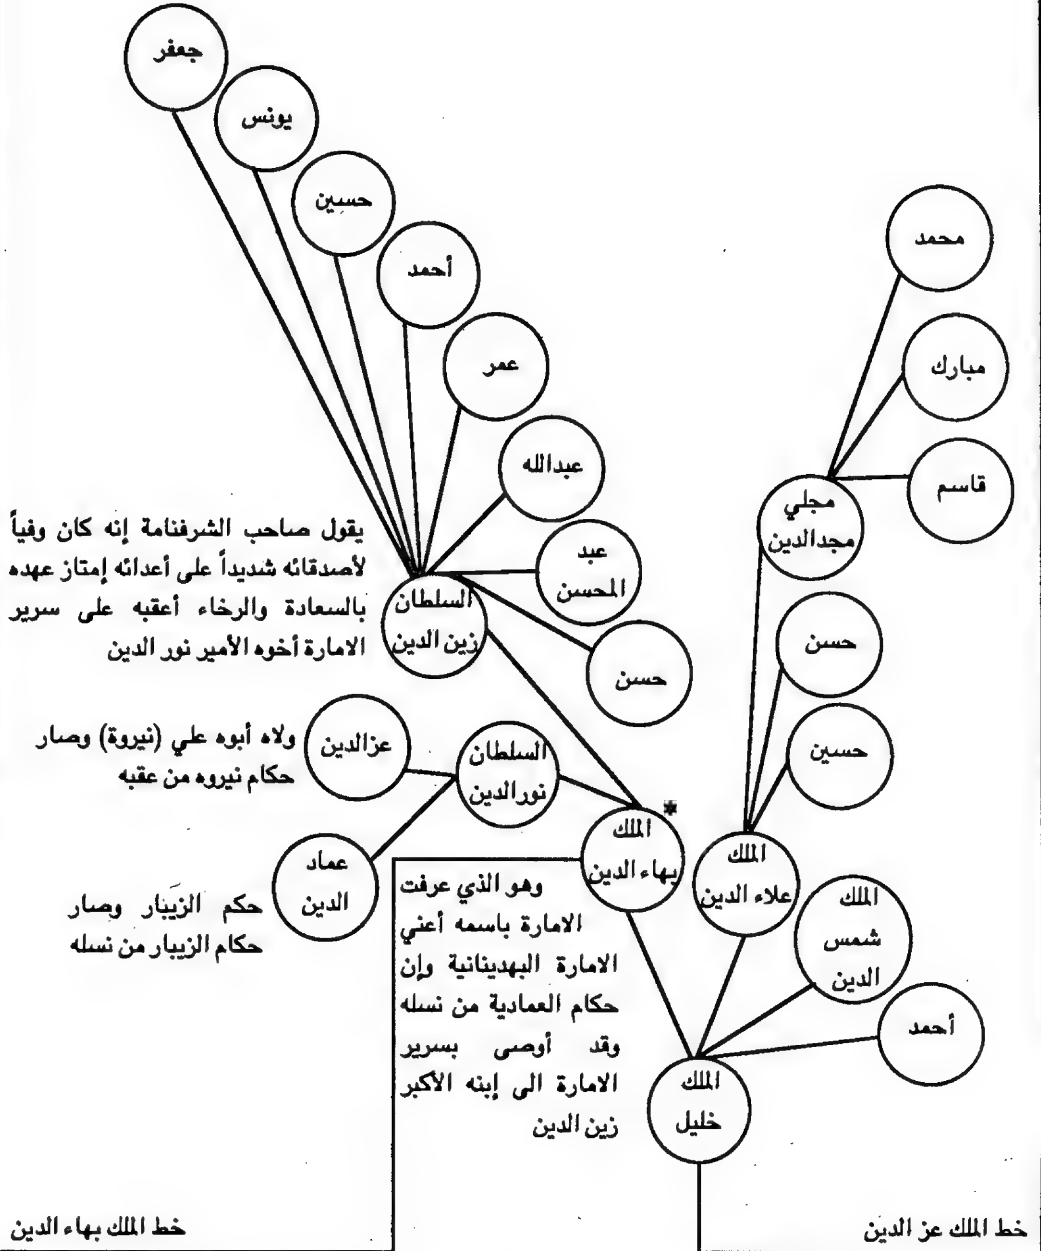 جعفر
يونس
حسين
أحمد
عمر
عبدالله
عبد
المحسن
حسن
محمد
مبارك
قاسم
مجلي
مجدالدين
حسن
حسين
يقول صاحب الشرفنامة إنه كان وفياً
لأصدقائه شديداً على أعدائه إمتاز عهده
بالسعادة والرخاء أعقبه على سرير
الامارة أخوه الأمير نور الدين
السلطان
زين الدين
ولاه أبوه علي (نيروة) وصار
حكام نيروه من عقبه
عزالدين
السلطان
نورالدين
عماد
الدين
حكم الزيبار وصار
حكام الزيبار من نسله
*
الملك
بهاء الدين
الملك
علاء الدين
الملك
شمس
الدين
أحمد
وهو الذي عرفت
الامارة باسمه أعني
الامارة البهدينانية وإن
حكام العمادية من نسله
وقد أوصى بسرير
الامارة الى إبنه الأكبر
زين الدين
الملك
خليل
خط الملك عز الدين
خط الملك بهاء الدين